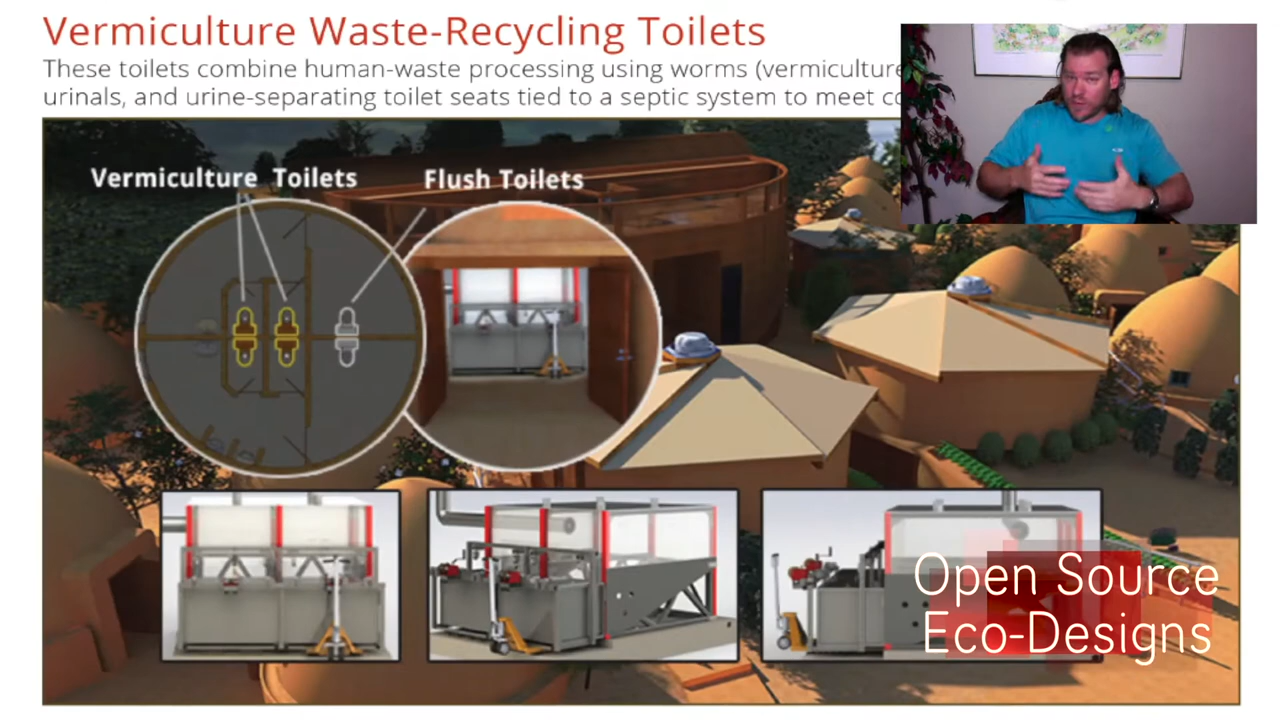 Vermiculture Waste-Recycling Toilets
These toilets combine human-waste processing using worms (vermiculture
urinals, and urine-separating toilet seats tied to a septic system to meet
Vermiculture Toilets
Flush Toilets
Open Source
Eco-Designs